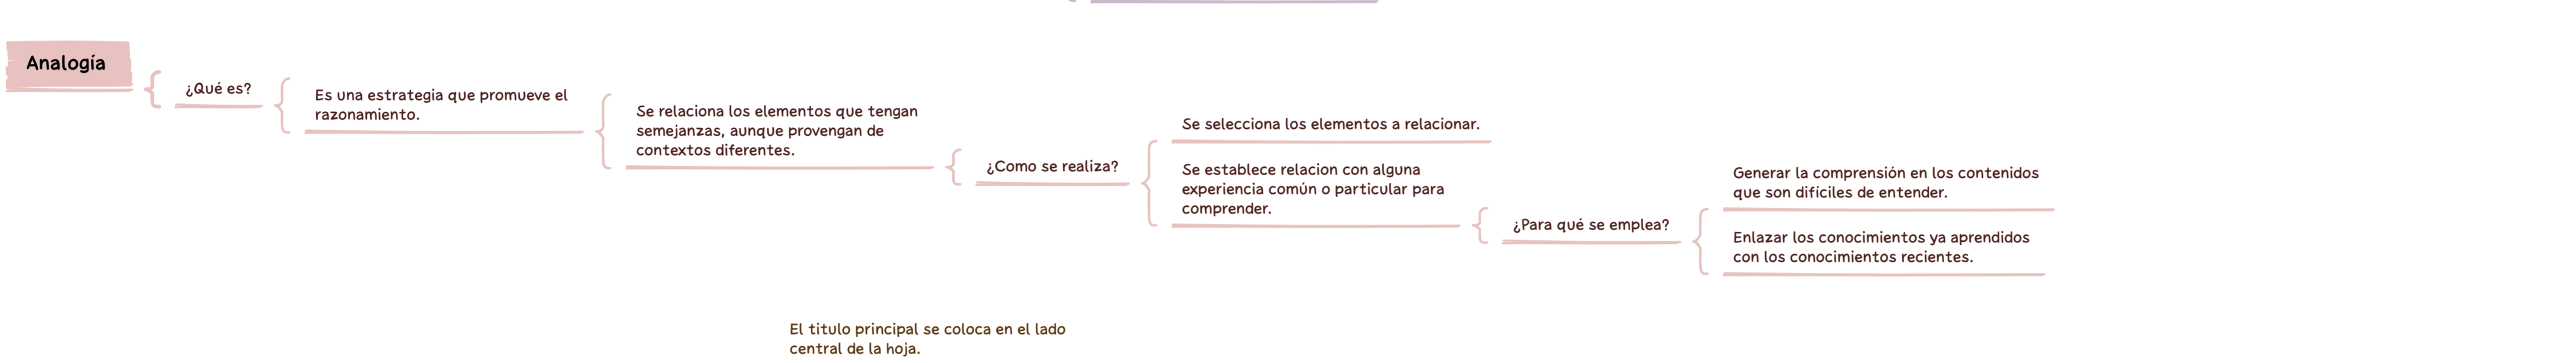 Analogía
¿Qué es?
Es una estrategia que promueve el
razonamiento.
Se relaciona los elementos que tengan
semejanzas, aunque provengan de
contextos diferentes.
¿Como se realiza?
Se selecciona los elementos a relacionar.
Se establece relacion con alguna
experiencia común o particular para
comprender.
¿Para qué se emplea?
Generar la comprensión en los contenidos
que son difíciles de entender.
Enlazar los conocimientos ya aprendidos
con los conocimientos recientes.
El titulo principal se coloca en el lado
central de la hoja.